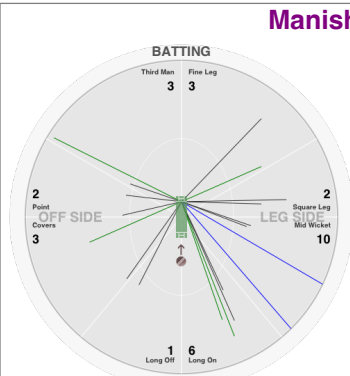 Manish
BATTING
Third Man Fine Leg
3 3
2 2
Point Square Leg
OFF SIDE LEG SIDE
Covers Mid Wicket
3 10
1 6
Long Off Long On